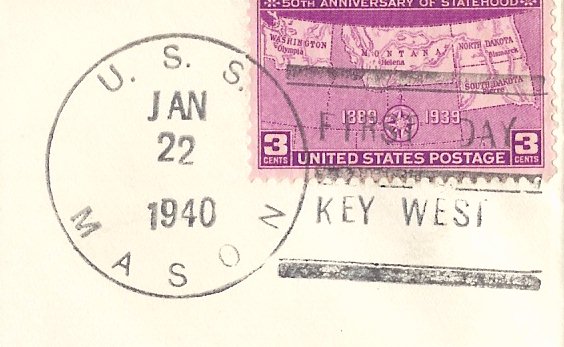 50TH ANNIVERSARY OF STATEHOOD
WASHINGTON
Olympia
MONTANA
Helena
NORTH DAKOTA
Bismarck
SOUTH DAKOTA
Pierre
1889 1939
3 CENTS UNITED STATES POSTAGE 3 CENTS
U. S. S.
JAN
22
1940
MASON
FIRST DAY
KEY WEST